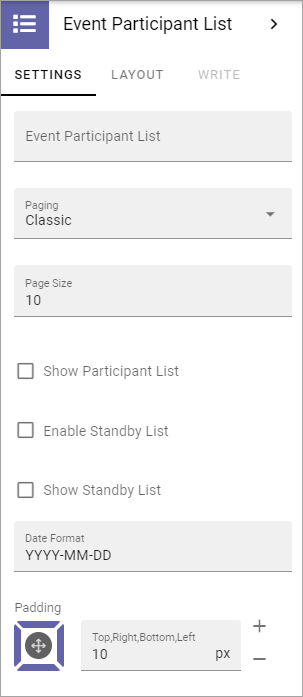 Event Participant List
SETTINGS LAYOUT WRITE
Event Participant List
Paging
Classic
Page Size
10
Show Participant List
Enable Standby List
Show Standby List
Date Format
YYYY-MM-DD
Padding
Top,Right,Bottom,Left
10 px